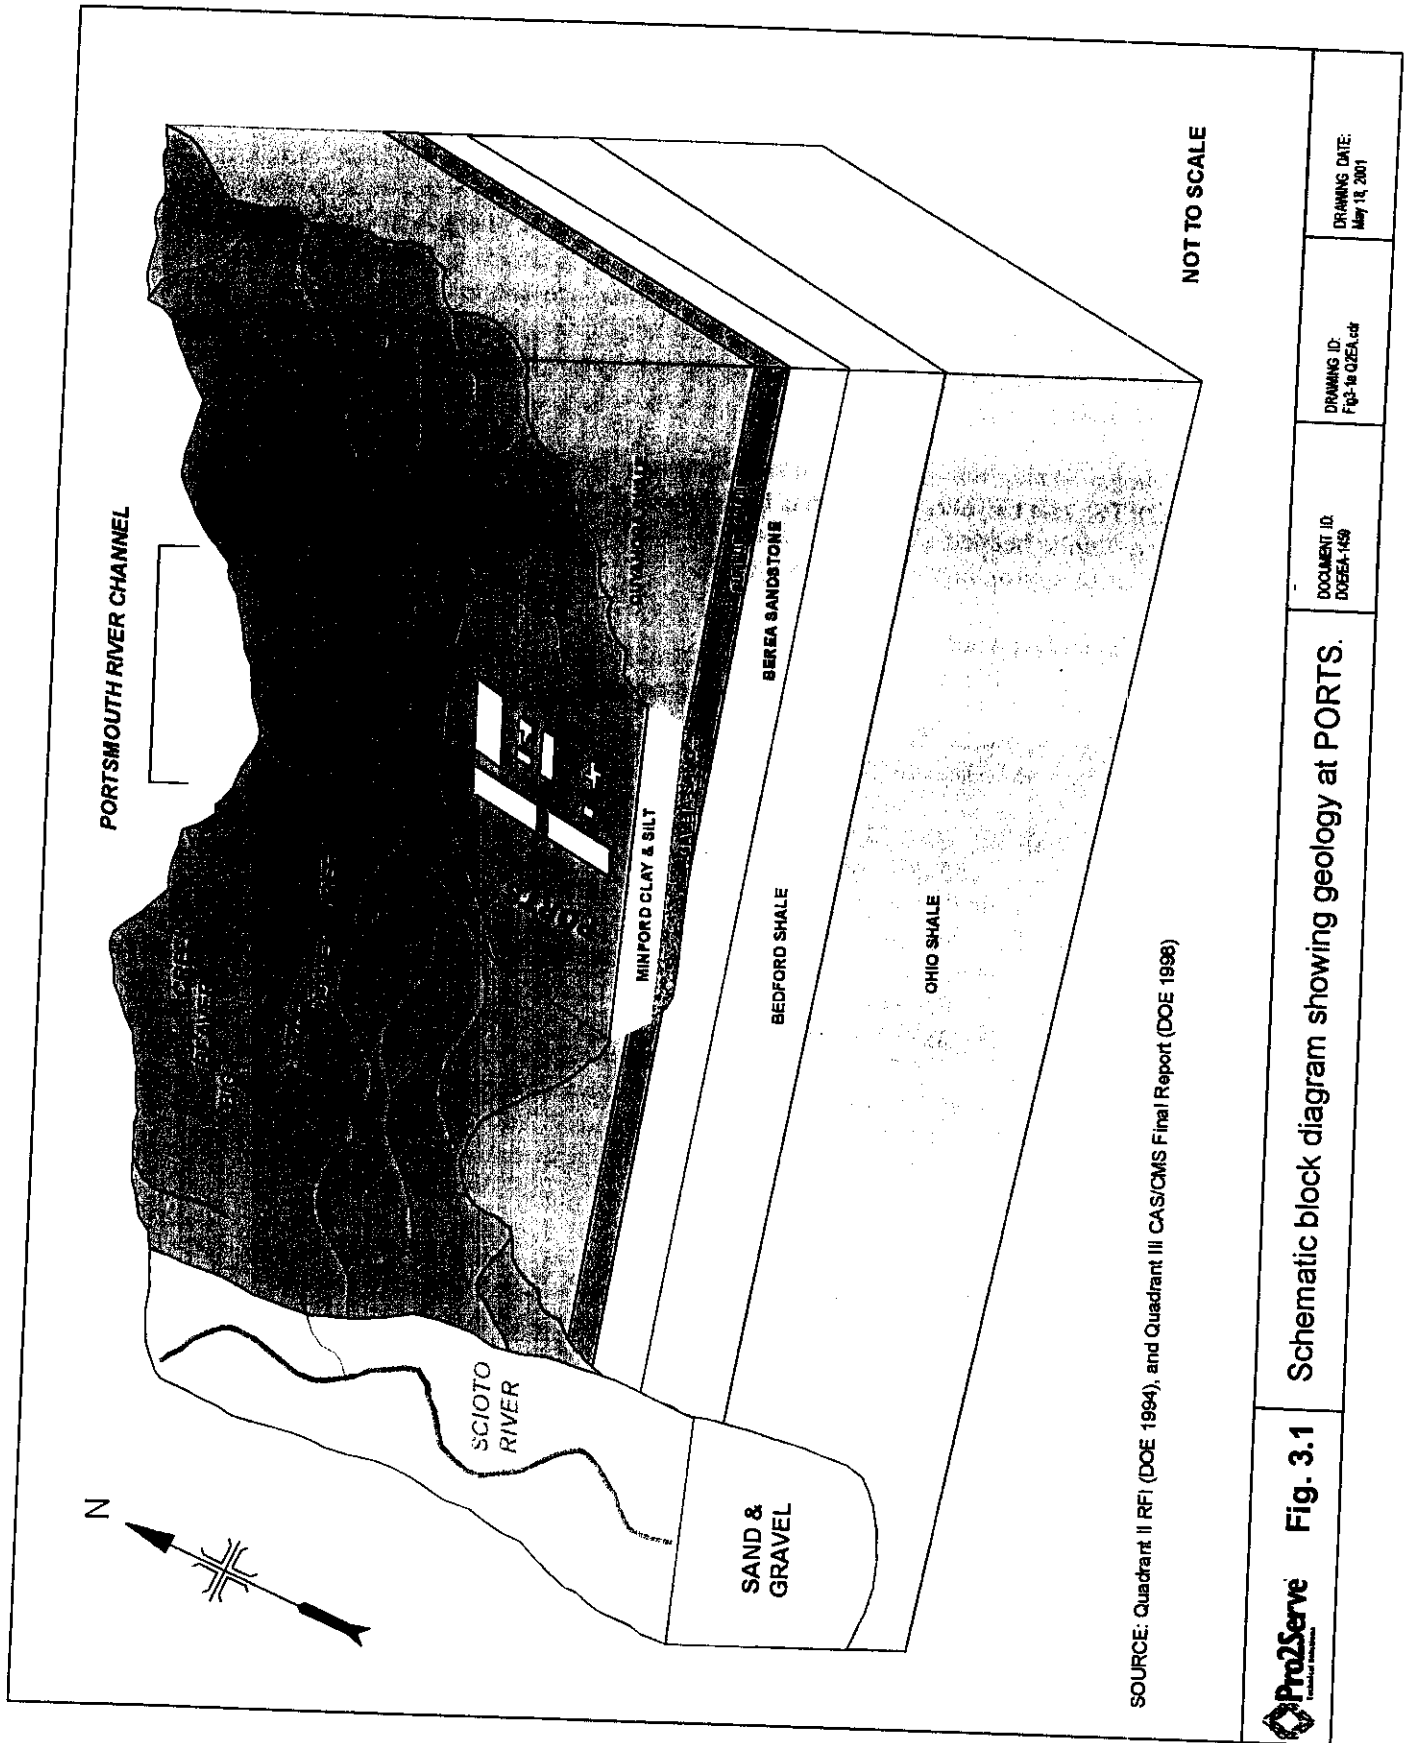 PORTSMOUTH RIVER CHANNEL
N
SCIOTO
RIVER
MINFORD CLAY & SILT
BEREA SANDSTONE
BEDFORD SHALE
OHIO SHALE
SAND &
GRAVEL
NOT TO SCALE
SOURCE: Quadrant II RFI (DOE 1994), and Quadrant III CAS/CMS Final Report (DOE 1998)
Pro2Serve
Fig. 3.1
Schematic block diagram showing geology at PORTS.
DOCUMENT ID:
DOE/EA-1459
DRAWING ID:
Fig3-1a Q2EA.cdr
DRAWING DATE:
May 18, 2001